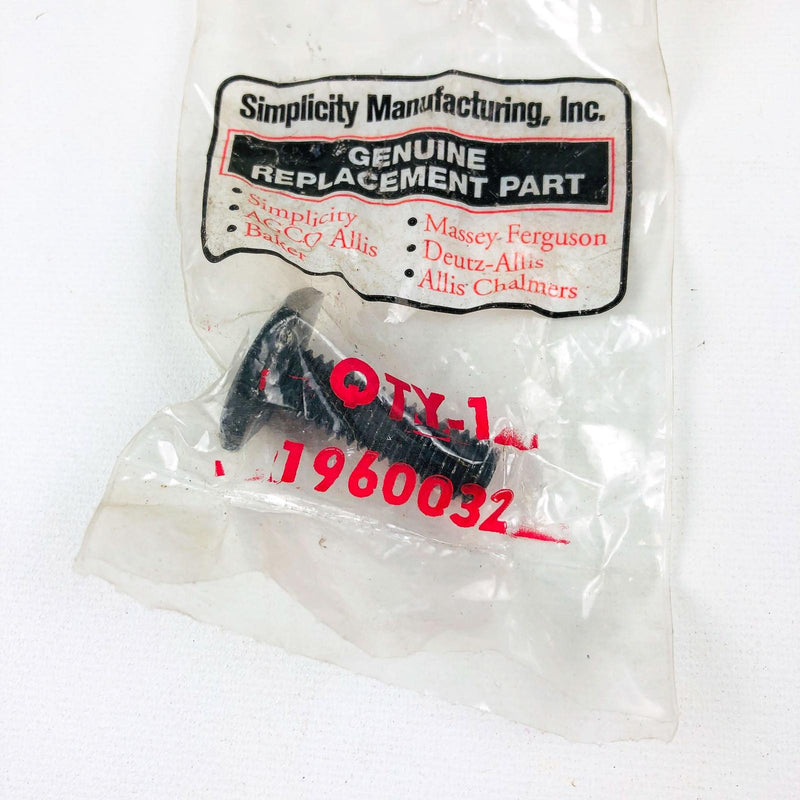 Simplicity Manufacturing, Inc.
GENUINE
REPLACEMENT PART
• Simplicity
• AGCO Allis
• Baker
• Massey-Ferguson
• Deutz-Allis
• Allis Chalmers
QTY-1
1960032